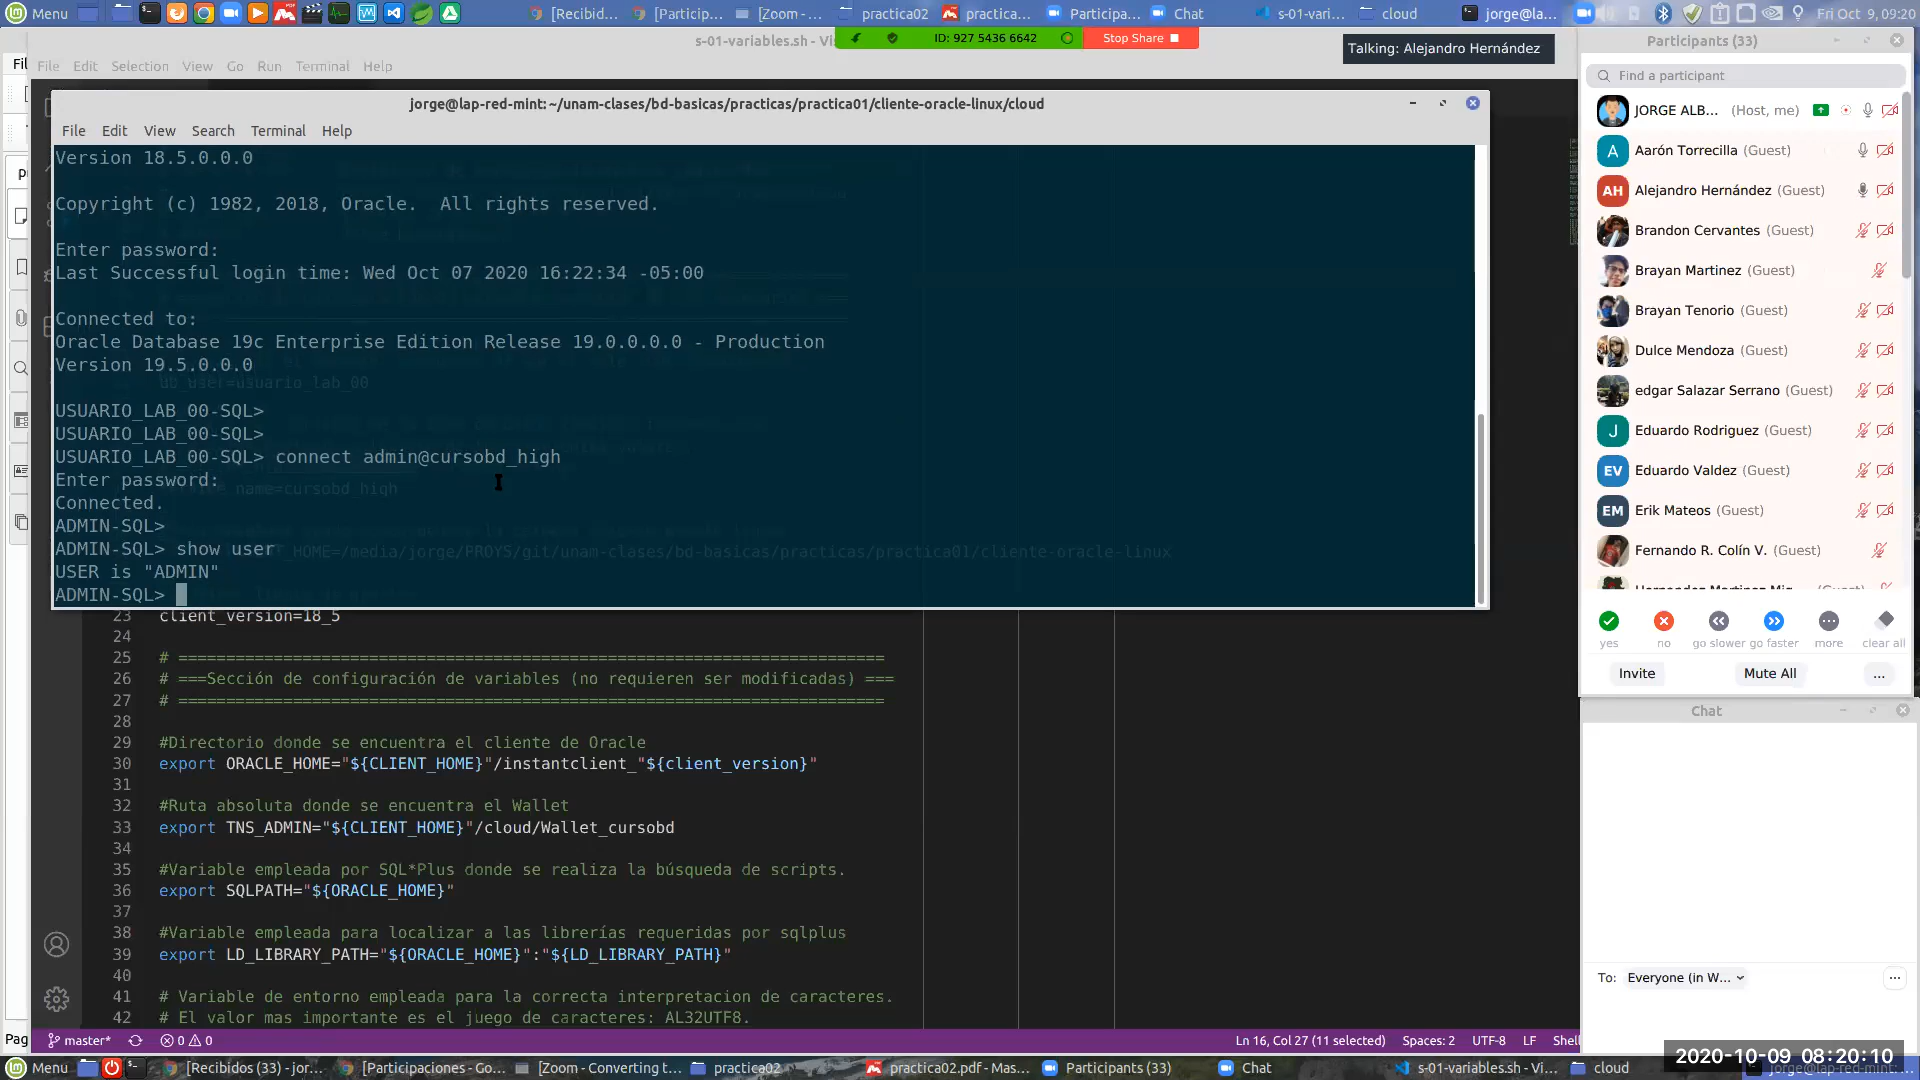 Menu
[Recibid...
[Particip...
[Zoom - ...
practica02
practica...
Participa...
Chat
s-01-vari...
cloud
jorge@la...
Fri Oct 9, 09:20
s-01-variables.sh - Vi
ID: 927 5436 6642
Stop Share
Talking: Alejandro Hernández
File Edit Selection View Go Run Terminal Help
jorge@lap-red-mint: ~/unam-clases/bd-basicas/practicas/practica01/cliente-oracle-linux/cloud
File Edit View Search Terminal Help
Version 18.5.0.0.0
Copyright (c) 1982, 2018, Oracle.  All rights reserved.
Enter password:
Last Successful login time: Wed Oct 07 2020 16:22:34 -05:00
Connected to:
Oracle Database 19c Enterprise Edition Release 19.0.0.0.0 - Production
Version 19.5.0.0.0
USUARIO_LAB_00-SQL>
USUARIO_LAB_00-SQL>
USUARIO_LAB_00-SQL> connect admin@cursobd_high
Enter password:
Connected.
ADMIN-SQL>
ADMIN-SQL> show user
USER is "ADMIN"
ADMIN-SQL>
23 client_version=18_5
24
25 # =========================================================================
26 # ===Sección de configuración de variables (no requieren ser modificadas) ===
27 # =========================================================================
28
29 #Directorio donde se encuentra el cliente de Oracle
30 export ORACLE_HOME="${CLIENT_HOME}"/instantclient_"${client_version}"
31
32 #Ruta absoluta donde se encuentra el Wallet
33 export TNS_ADMIN="${CLIENT_HOME}"/cloud/Wallet_cursobd
34
35 #Variable empleada por SQL*Plus donde se realiza la búsqueda de scripts.
36 export SQLPATH="${ORACLE_HOME}"
37
38 #Variable empleada para localizar a las librerías requeridas por sqlplus
39 export LD_LIBRARY_PATH="${ORACLE_HOME}":"${LD_LIBRARY_PATH}"
40
41 # Variable de entorno empleada para la correcta interpretacion de caracteres.
42 # El valor mas importante es el juego de caracteres: AL32UTF8.
master*
0 0
Ln 16, Col 27 (11 selected)
Spaces: 2
UTF-8
LF
Shell
Participants (33)
Find a participant
JORGE ALB... (Host, me)
A Aarón Torrecilla (Guest)
AH Alejandro Hernández (Guest)
Brandon Cervantes (Guest)
Brayan Martinez (Guest)
Brayan Tenorio (Guest)
Dulce Mendoza (Guest)
edgar Salazar Serrano (Guest)
J Eduardo Rodriguez (Guest)
EV Eduardo Valdez (Guest)
EM Erik Mateos (Guest)
Fernando R. Colín V. (Guest)
yes no go slower go faster more clear all
Invite Mute All ...
Chat
To: Everyone (in W...
Menu
[Recibidos (33) - jor...
[Participaciones - Go...
[Zoom - Converting t...
practica02
practica02.pdf - Mas...
Participants (33)
Chat
s-01-variables.sh - Vi...
cloud
2020-10-09 08:20:10